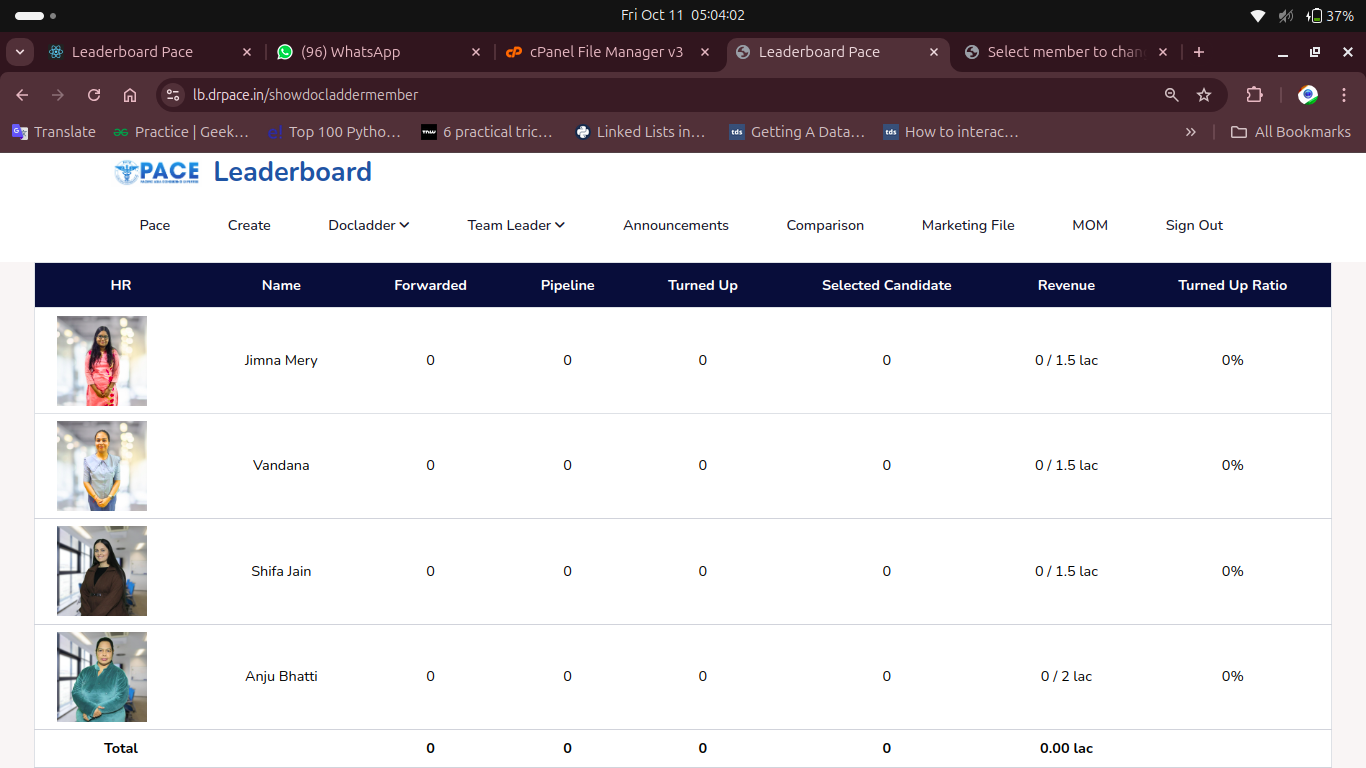 Fri Oct 11 05:04:02
37%
Leaderboard Pace
(96) WhatsApp
cPanel File Manager v3
Leaderboard Pace
Select member to chan
lb.drpace.in/showdocladdermember
Translate
Practice | Geek...
Top 100 Pytho...
6 practical tric...
Linked Lists in...
tds
Getting A Data...
tds
How to interac...
All Bookmarks
PACE
Leaderboard
Pace Create Docladder Team Leader Announcements Comparison Marketing File MOM Sign Out
HR Name Forwarded Pipeline Turned Up Selected Candidate Revenue Turned Up Ratio
Jimna Mery 0 0 0 0 0 / 1.5 lac 0%
Vandana 0 0 0 0 0 / 1.5 lac 0%
Shifa Jain 0 0 0 0 0 / 1.5 lac 0%
Anju Bhatti 0 0 0 0 0 / 2 lac 0%
Total 0 0 0 0 0.00 lac